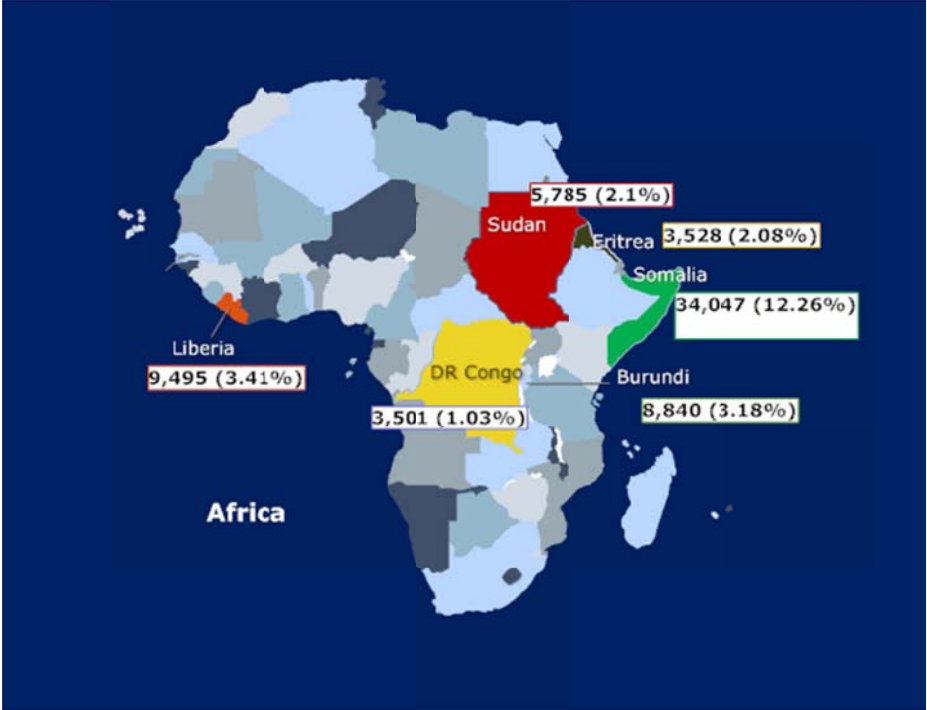 5,785 (2.1%)
Sudan
Eritrea
3,528 (2.08%)
Somalia
34,047 (12.26%)
Liberia
9,495 (3.41%)
DR Congo
Burundi
3,501 (1.03%)
8,840 (3.18%)
Africa